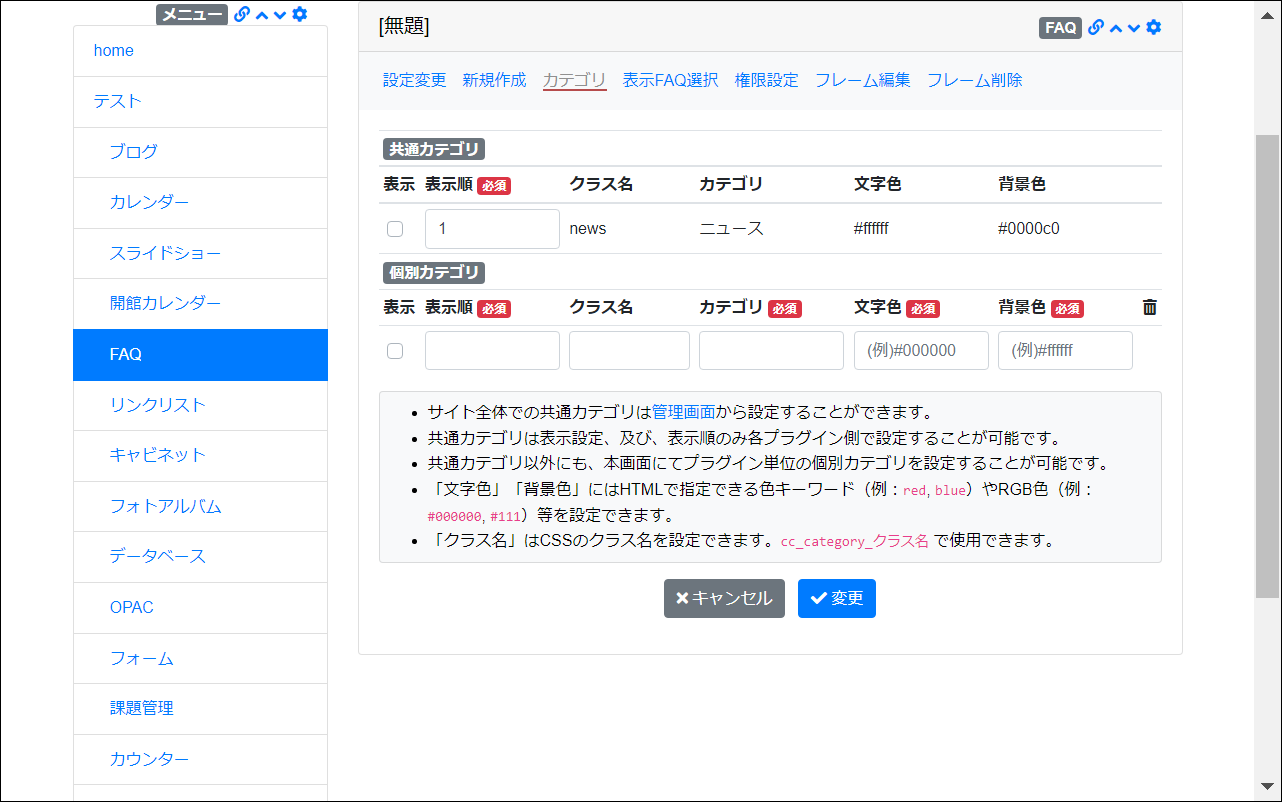 メニュー
home
テスト
ブログ
カレンダー
スライドショー
開館カレンダー
FAQ
リンクリスト
キャビネット
フォトアルバム
データベース
OPAC
フォーム
課題管理
カウンター
[無題]
FAQ
設定変更 新規作成 カテゴリ 表示FAQ選択 権限設定 フレーム編集 フレーム削除
共通カテゴリ
表示 表示順 必須 クラス名 カテゴリ 文字色 背景色
1 news ニュース #ffffff #0000c0
個別カテゴリ
表示 表示順 必須 クラス名 カテゴリ 必須 文字色 必須 背景色 必須
(例)#000000 (例)#ffffff
サイト全体での共通カテゴリは管理画面から設定することができます。
共通カテゴリは表示設定、及び、表示順のみ各プラグイン側で設定することが可能です。
共通カテゴリ以外にも、本画面にてプラグイン単位の個別カテゴリを設定することが可能です。
「文字色」「背景色」にはHTMLで指定できる色キーワード（例：red, blue）やRGB色（例：
#000000, #111）等を設定できます。
「クラス名」はCSSのクラス名を設定できます。cc_category_クラス名 で使用できます。
キャンセル 変更